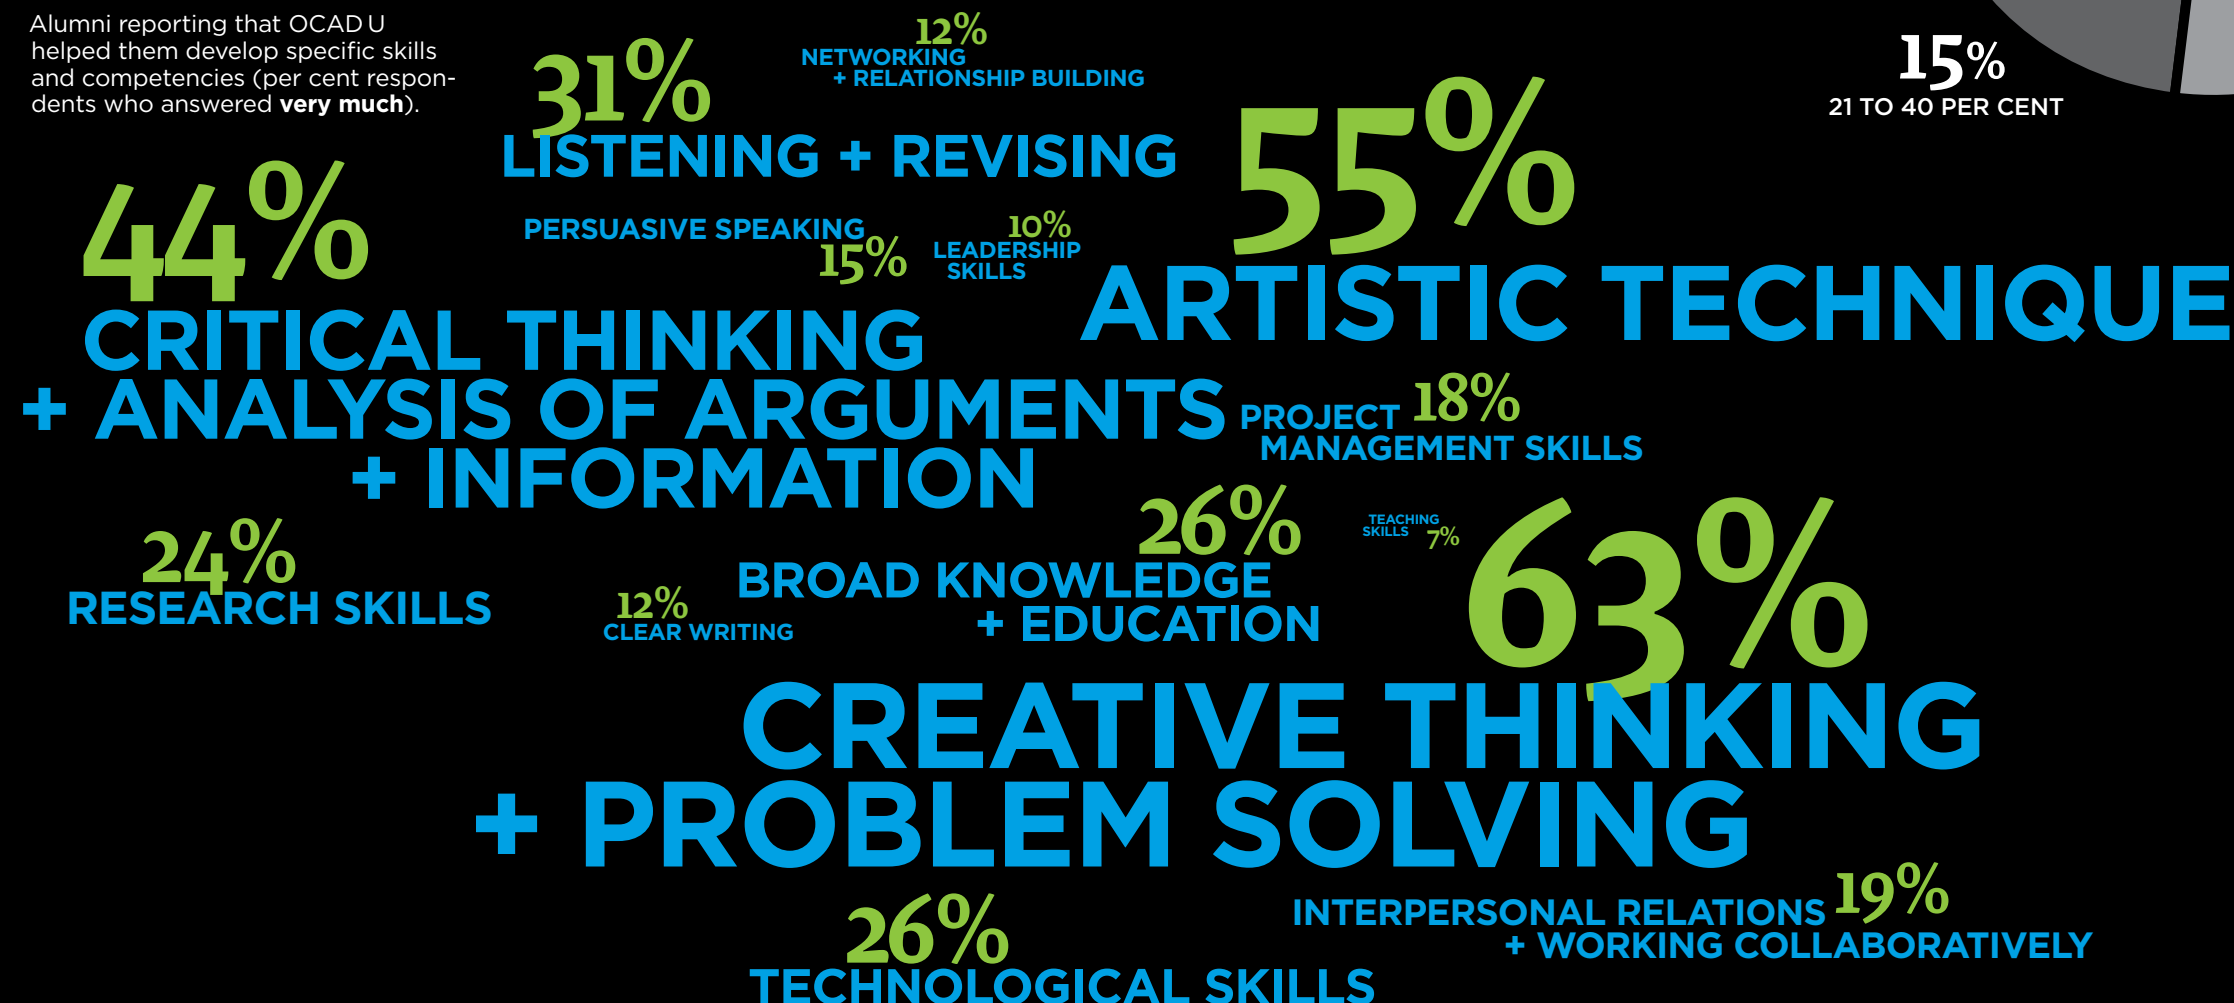 Alumni reporting that OCAD U
helped them develop specific skills
and competencies (per cent respon-
dents who answered very much).
31%
LISTENING + REVISING
12%
NETWORKING
+ RELATIONSHIP BUILDING
15%
21 TO 40 PER CENT
44%
CRITICAL THINKING
+ ANALYSIS OF ARGUMENTS
+ INFORMATION
PERSUASIVE SPEAKING
15%
10%
LEADERSHIP
SKILLS
55%
ARTISTIC TECHNIQUE
PROJECT 18%
MANAGEMENT SKILLS
24%
RESEARCH SKILLS
12%
CLEAR WRITING
26%
BROAD KNOWLEDGE
+ EDUCATION
TEACHING
SKILLS 7%
63%
CREATIVE THINKING
+ PROBLEM SOLVING
26%
TECHNOLOGICAL SKILLS
INTERPERSONAL RELATIONS 19%
+ WORKING COLLABORATIVELY